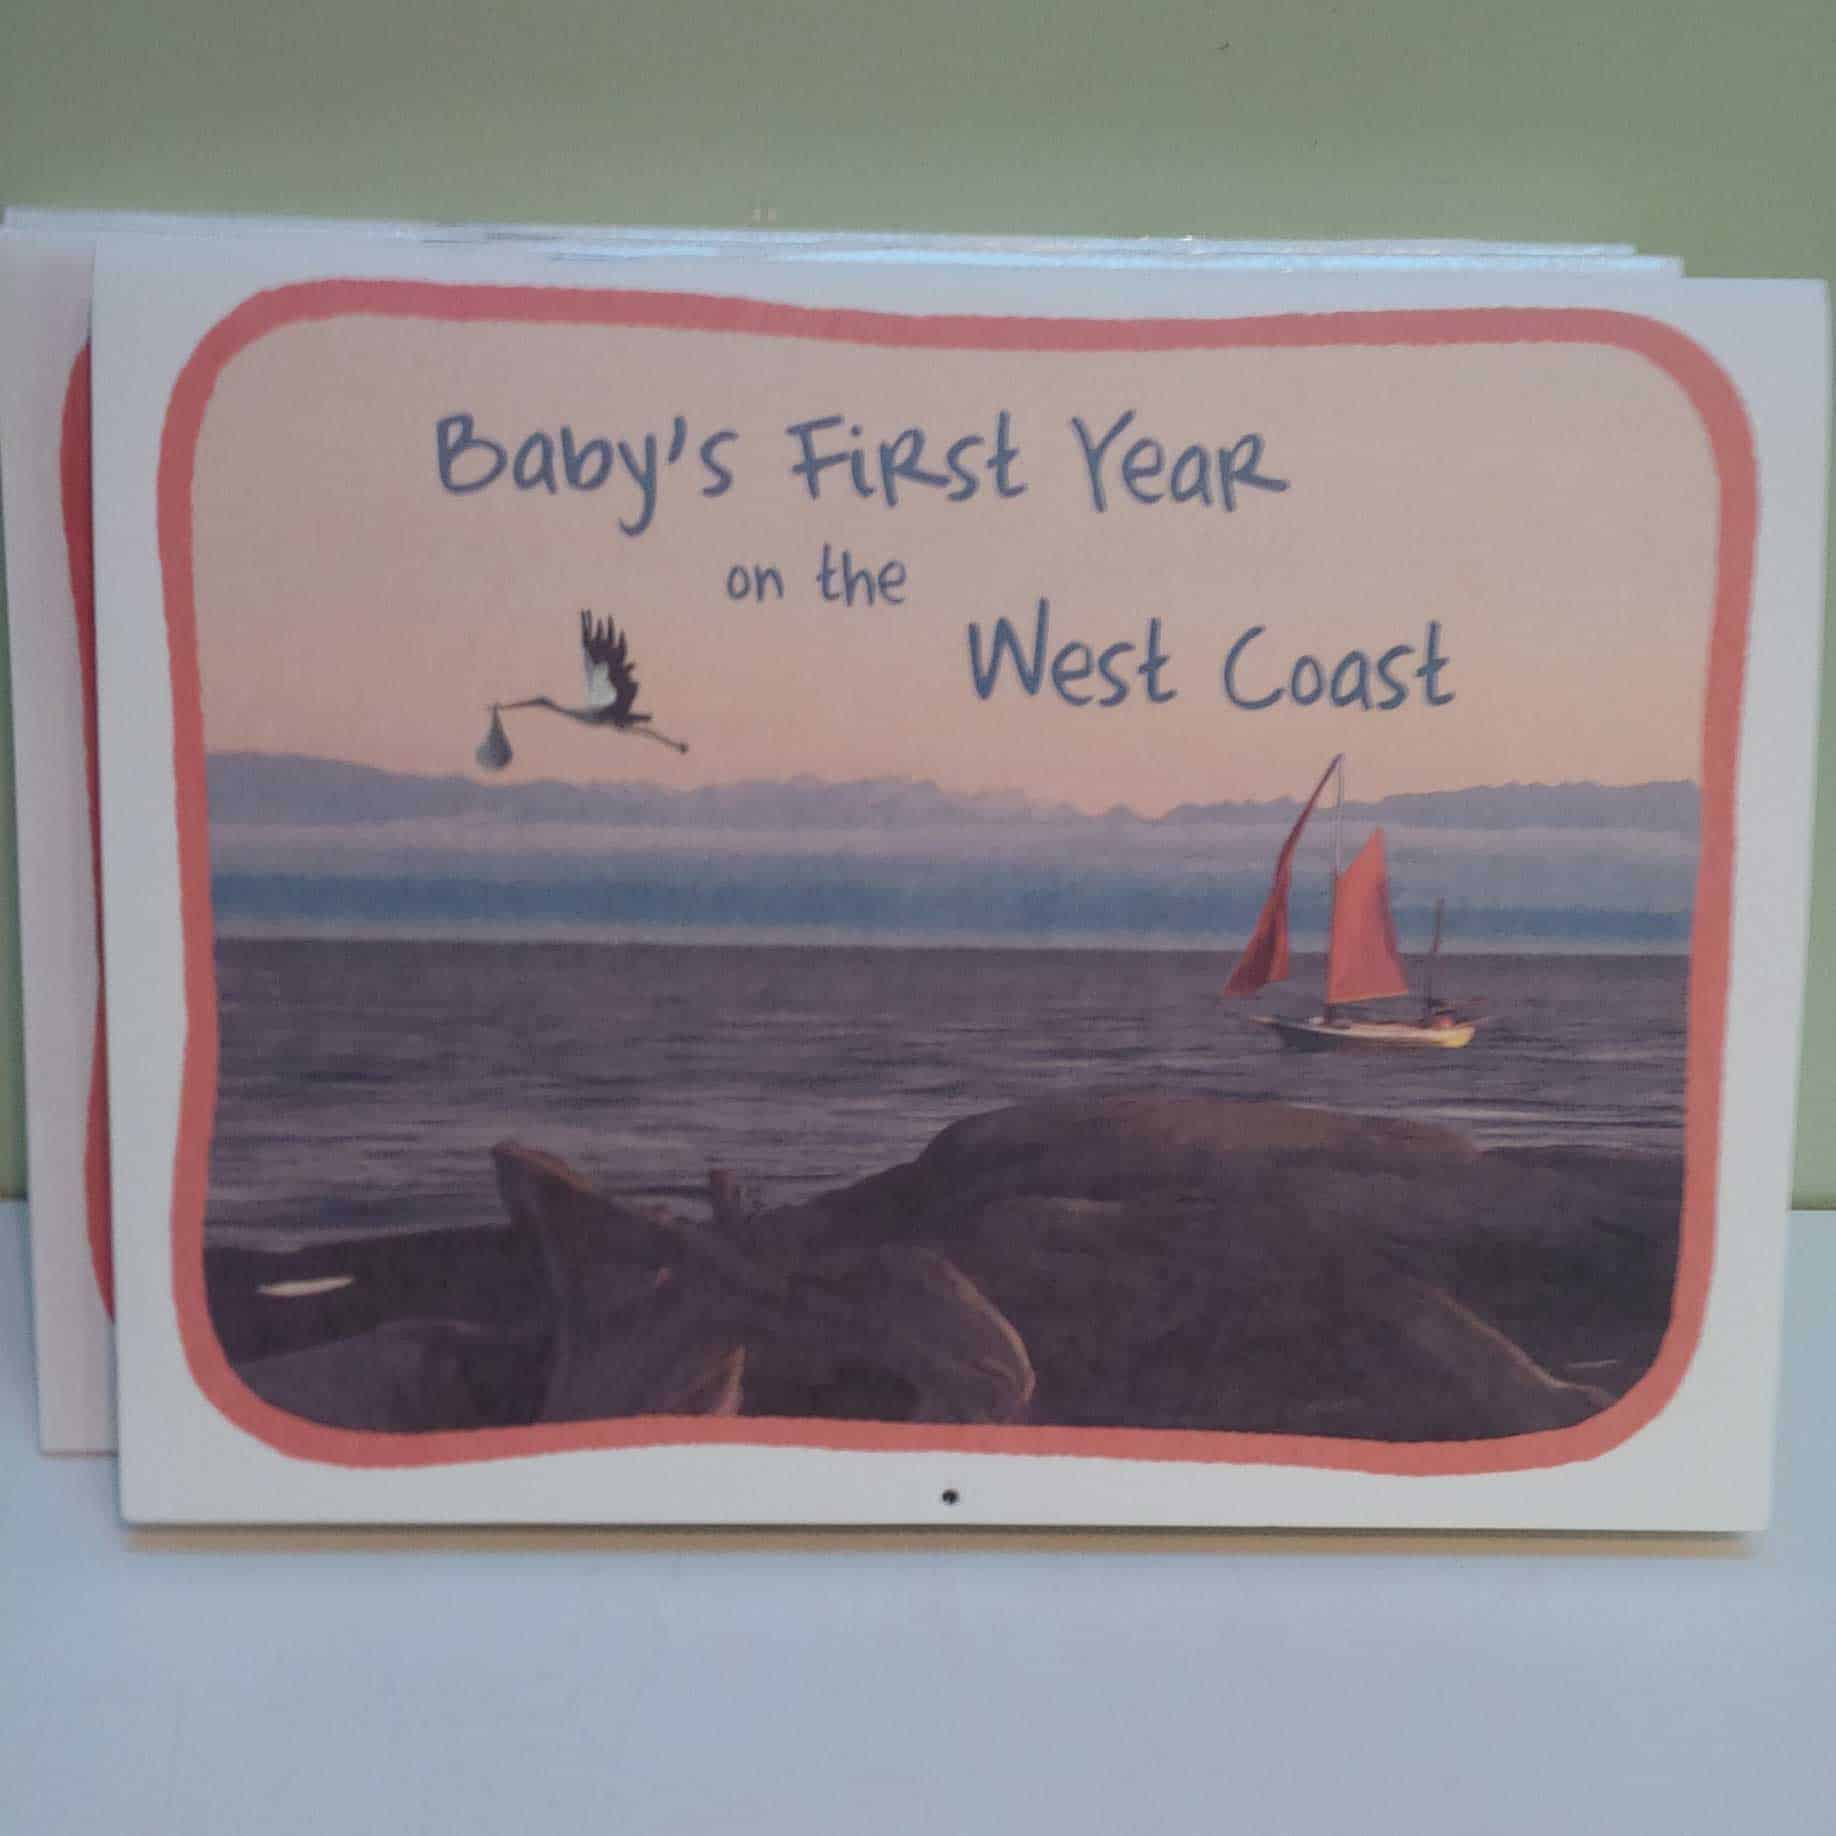 Baby's First Year
on the
West Coast